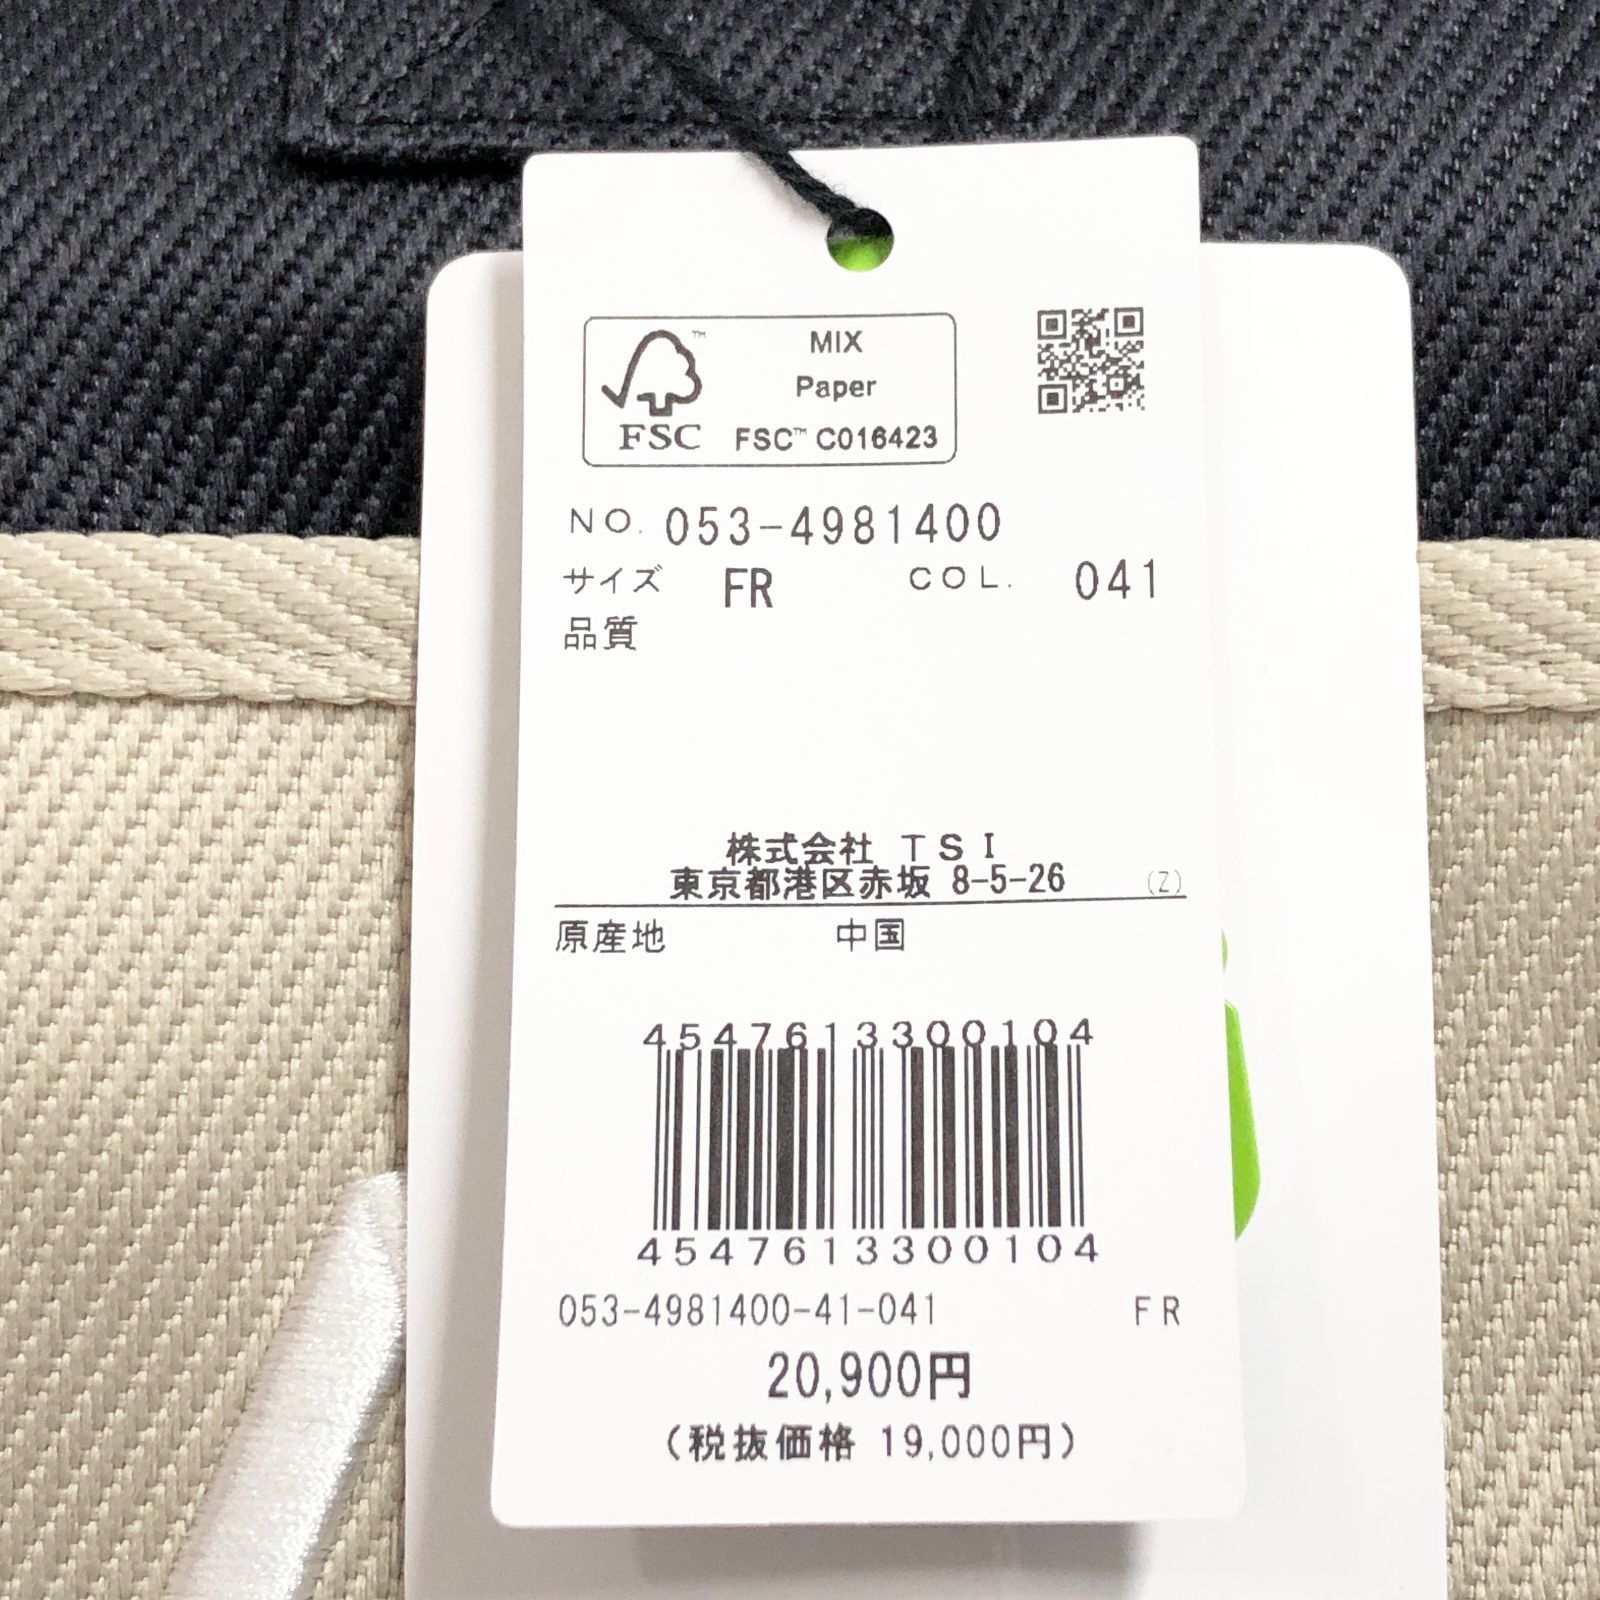 MIX
Paper
FSC
FSC™ C016423
NO. 053-4981400
サイズ FR COL. 041
品質
株式会社 TSI
東京都港区赤坂 8-5-26 (Z)
原産地 中国
4547613300104
4547613300104
053-4981400-41-041 FR
20,900円
(税抜価格 19,000円)